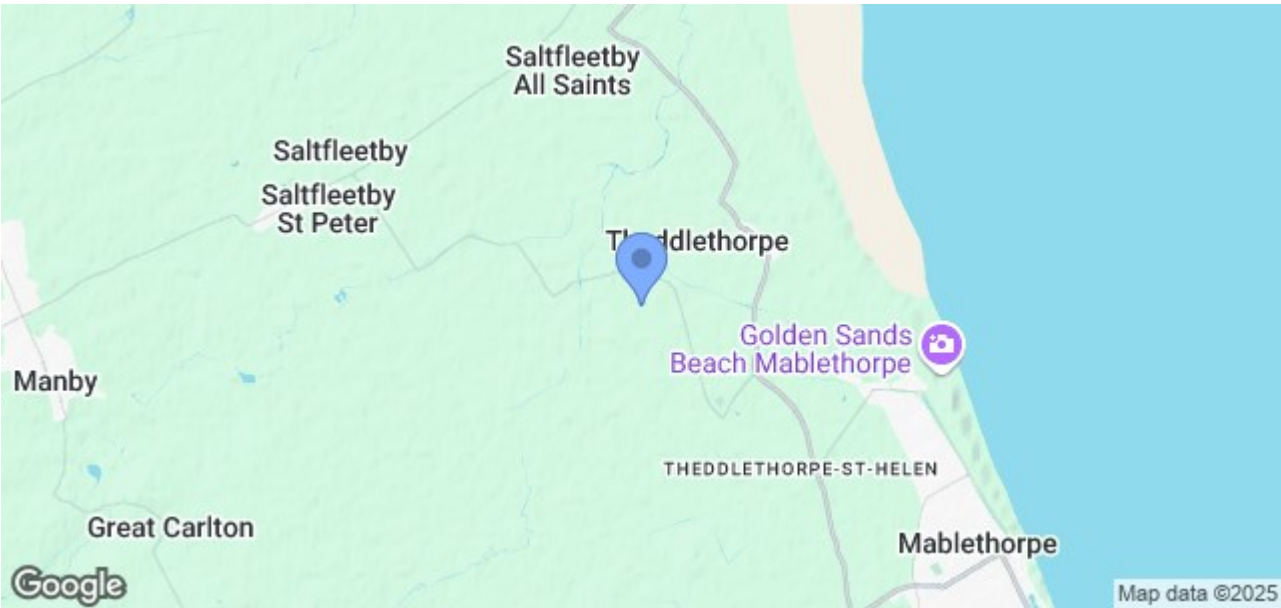 Saltfleetby
All Saints
Saltfleetby
Saltfleetby
St Peter
Theddlethorpe
Golden Sands
Beach Mablethorpe
Manby
THEDDLETHORPE-ST-HELEN
Great Carlton
Mablethorpe
Google
Map data ©2025